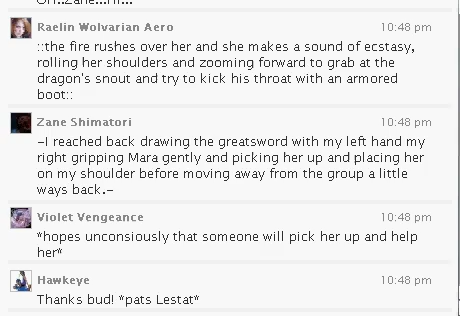 Raelin Wolvarian Aero 10:48 pm
::the fire rushes over her and she makes a sound of ecstasy,
rolling her shoulders and zooming forward to grab at the
dragon's snout and try to kick his throat with an armored
boot::
Zane Shimatori 10:48 pm
-I reached back drawing the greatsword with my left hand my
right gripping Mara gently and picking her up and placing her
on my shoulder before moving away from the group a little
ways back.-
Violet Vengeance 10:48 pm
*hopes unconsiously that someone will pick her up and help
her*
Hawkeye 10:48 pm
Thanks bud! *pats Lestat*